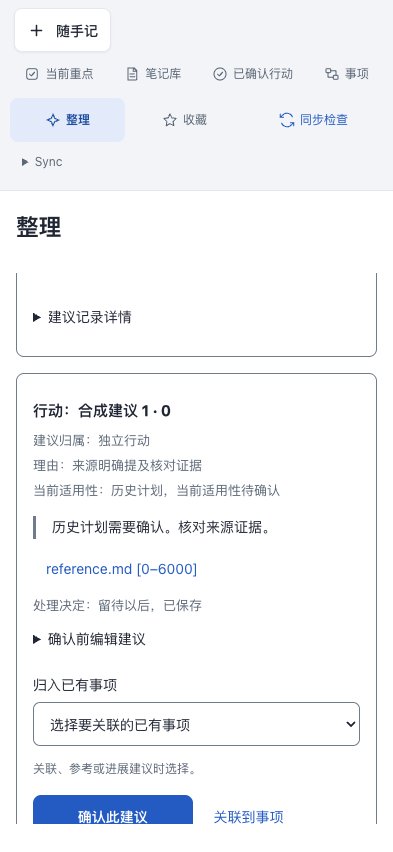 随手记
当前重点 笔记库 已确认行动 事项
整理 收藏 同步检查
Sync
整理
建议记录详情
行动：合成建议 1 · 0
建议归属：独立行动
理由：来源明确提及核对证据
当前适用性：历史计划，当前适用性待确认
历史计划需要确认。核对来源证据。
reference.md [0–6000]
处理决定：留待以后，已保存
确认前编辑建议
归入已有事项
选择要关联的已有事项
关联、参考或进展建议时选择。
确认此建议 关联到事项